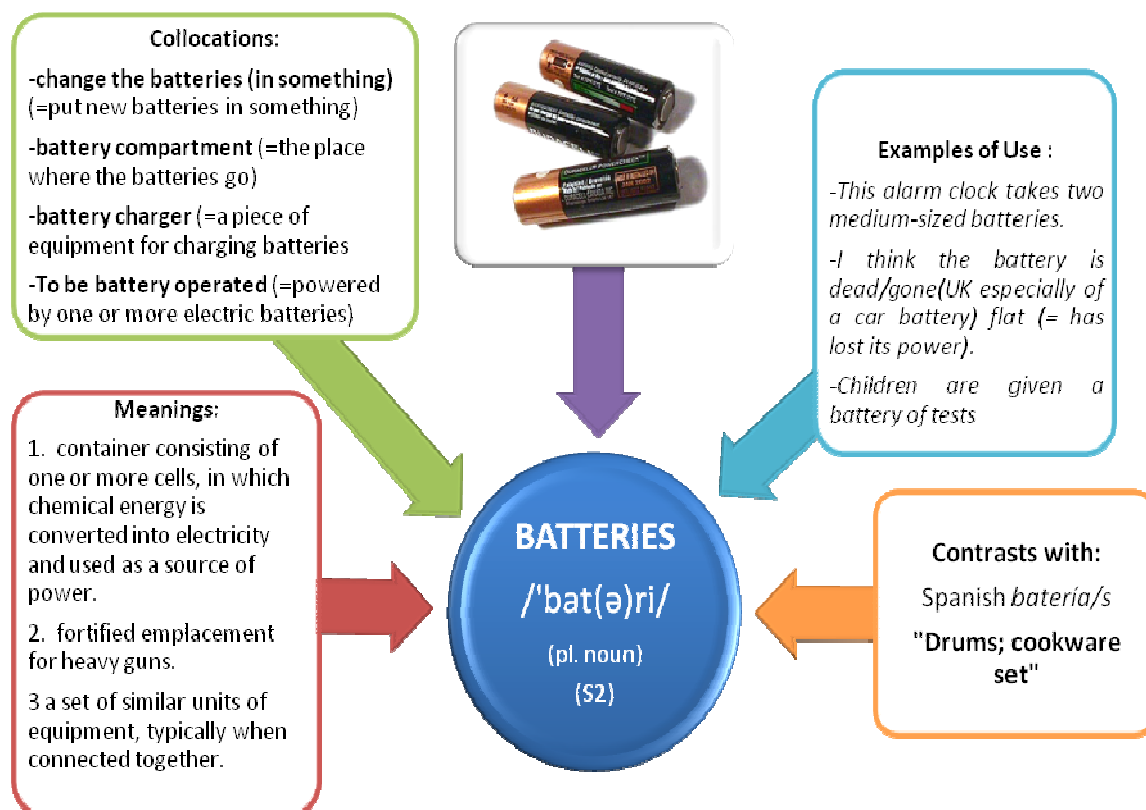 Collocations:
-change the batteries (in something)
(=put new batteries in something)
-battery compartment (=the place
where the batteries go)
-battery charger (=a piece of
equipment for charging batteries
-To be battery operated (=powered
by one or more electric batteries)
Examples of Use :
-This alarm clock takes two
medium-sized batteries.
-I think the battery is
dead/gone(UK especially of
a car battery) flat (= has
lost its power).
-Children are given a
battery of tests
Meanings:
1. container consisting of
one or more cells, in which
chemical energy is
converted into electricity
and used as a source of
power.
2. fortified emplacement
for heavy guns.
3 a set of similar units of
equipment, typically when
connected together.
BATTERIES
/'bat(ə)ri/
(pl. noun)
(S2)
Contrasts with:
Spanish batería/s
"Drums; cookware
set"